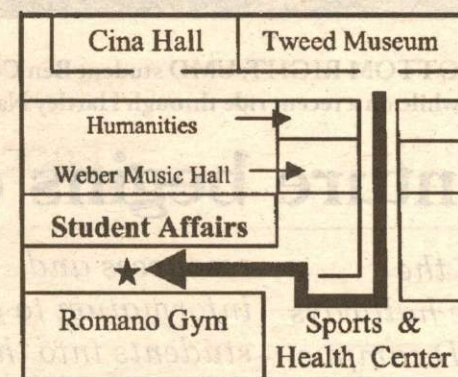 Cina Hall
Tweed Museum
Humanities
Weber Music Hall
Student Affairs
Romano Gym
Sports &
Health Center